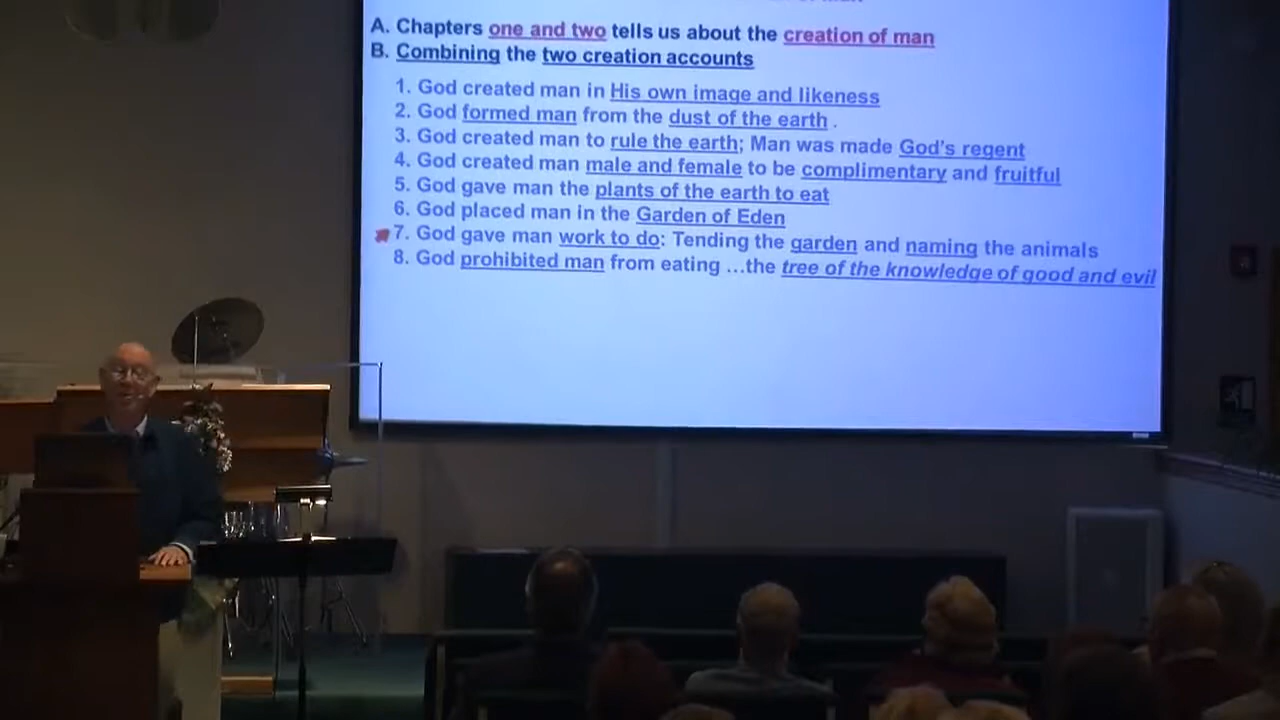 A. Chapters one and two tells us about the creation of man
B. Combining the two creation accounts
1. God created man in His own image and likeness
2. God formed man from the dust of the earth .
3. God created man to rule the earth; Man was made God's regent
4. God created man male and female to be complimentary and fruitful
5. God gave man the plants of the earth to eat
6. God placed man in the Garden of Eden
7. God gave man work to do: Tending the garden and naming the animals
8. God prohibited man from eating ...the tree of the knowledge of good and evil